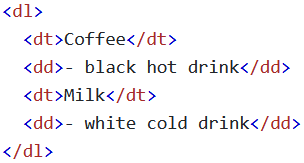 <dl>
  <dt>Coffee</dt>
  <dd>- black hot drink</dd>
  <dt>Milk</dt>
  <dd>- white cold drink</dd>
</dl>